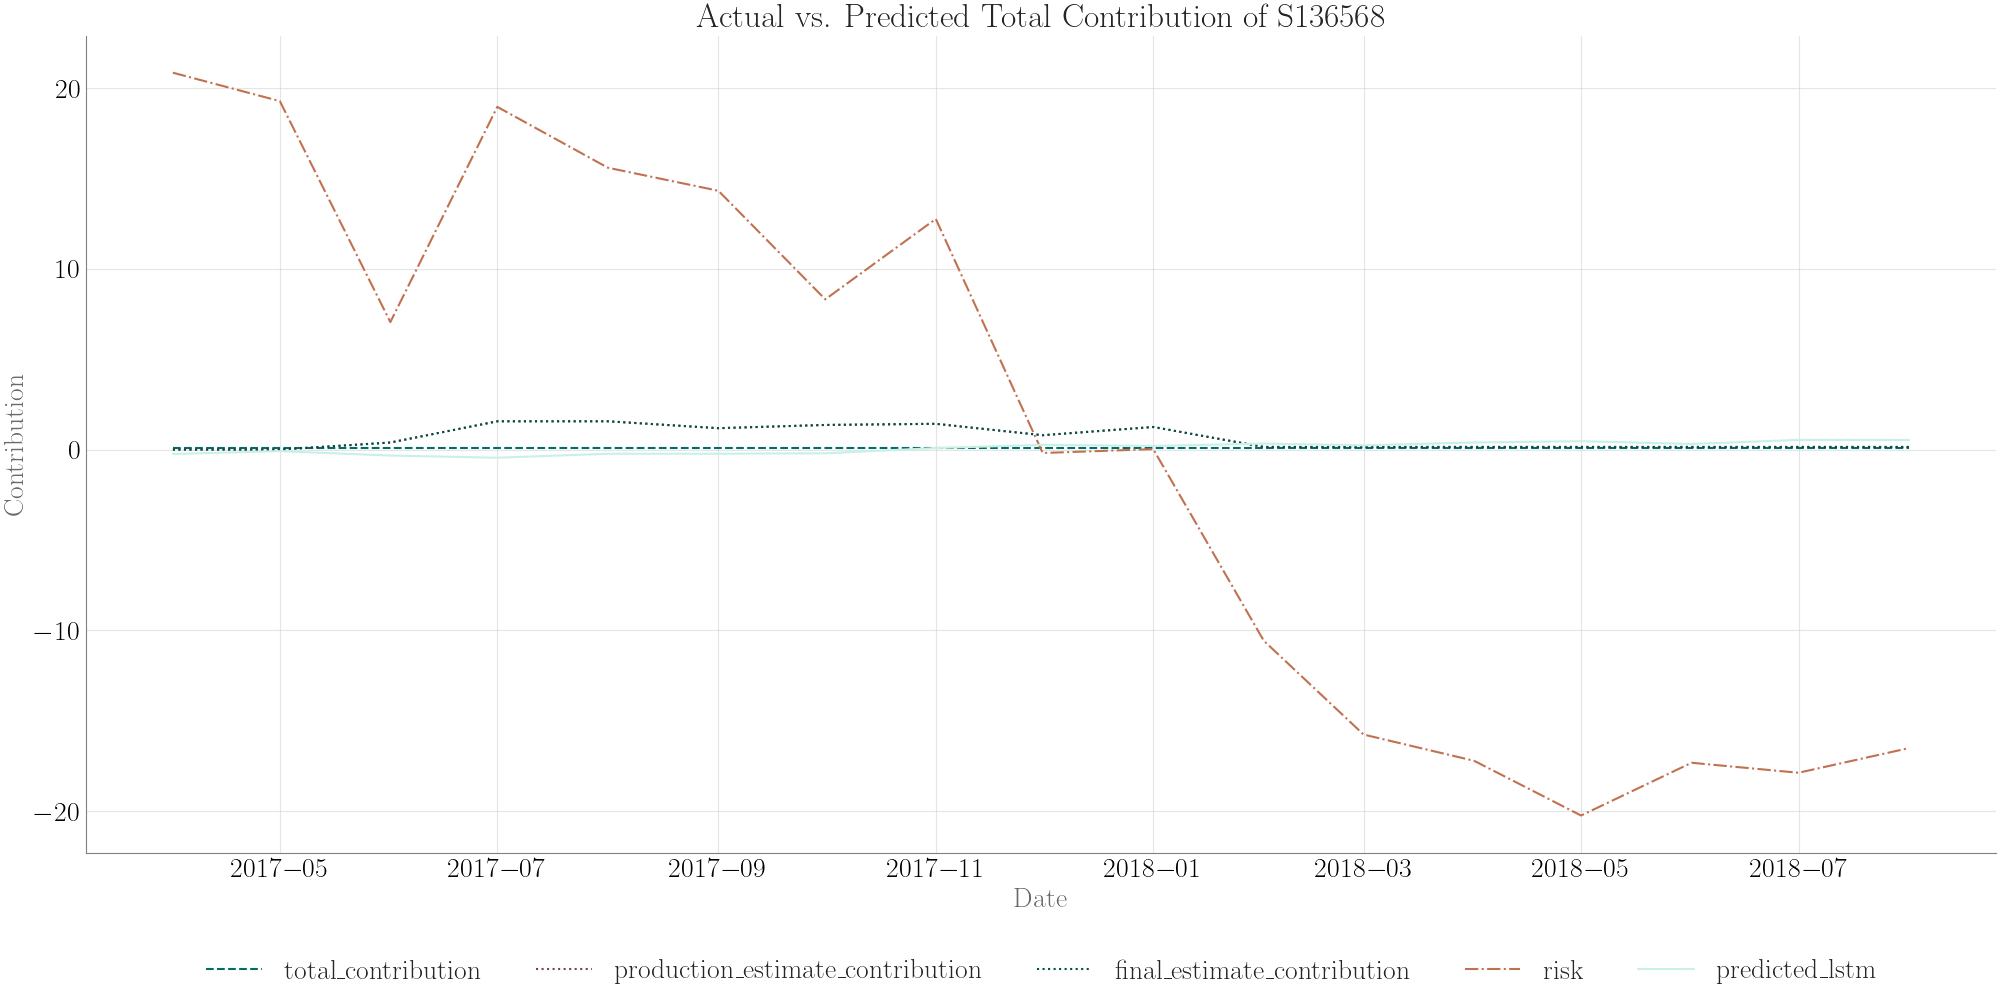 Actual vs. Predicted Total Contribution of S136568
20
10
0
−10
−20
Contribution
2017−05 2017−07 2017−09 2017−11 2018−01 2018−03 2018−05 2018−07
Date
total_contribution production_estimate_contribution final_estimate_contribution risk predicted_lstm